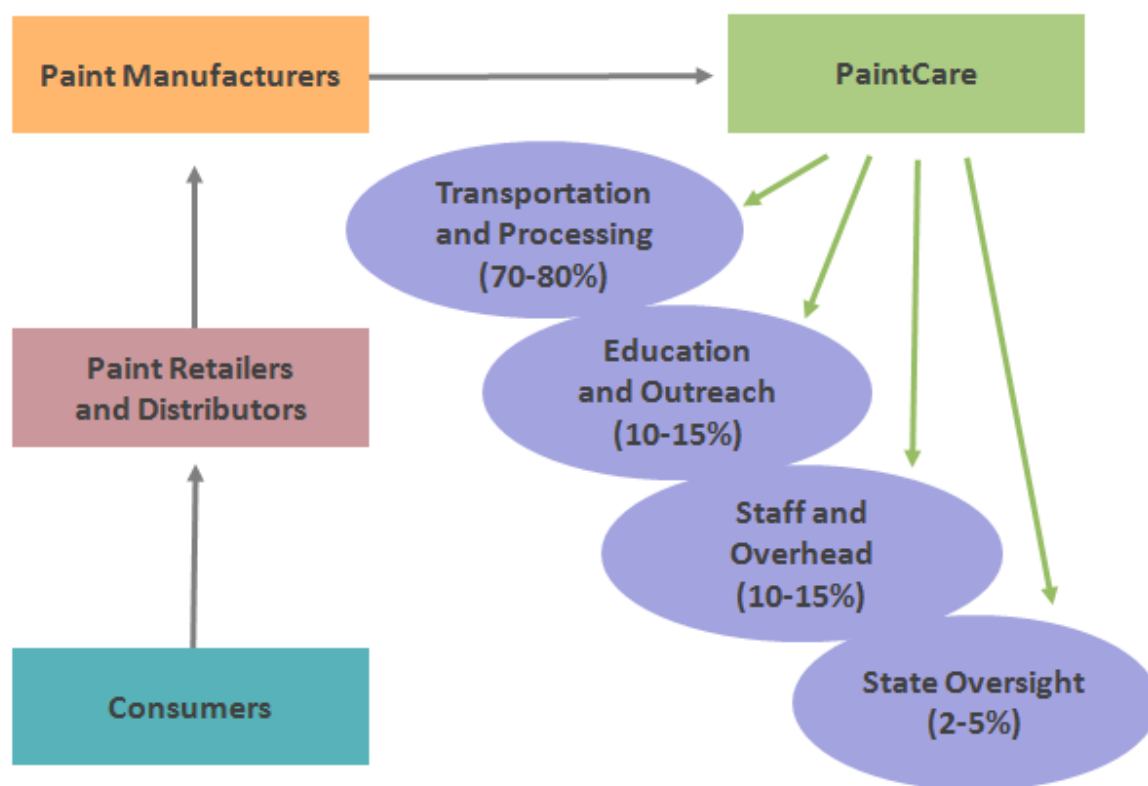 Paint Manufacturers
PaintCare
Transportation
and Processing
(70-80%)
Paint Retailers
and Distributors
Education
and Outreach
(10-15%)
Staff and
Overhead
(10-15%)
Consumers
State Oversight
(2-5%)